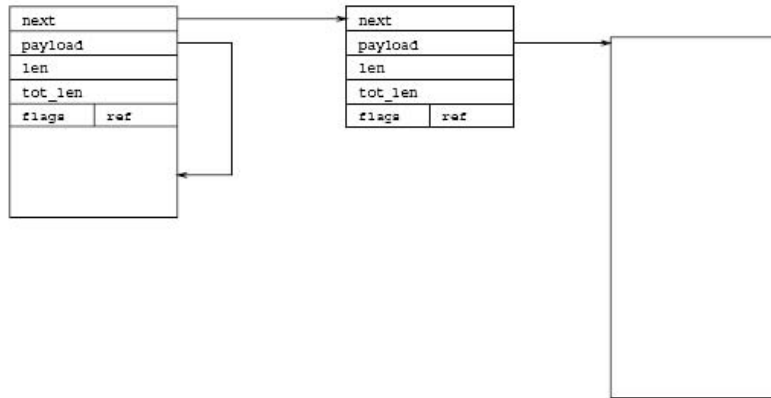 next
payload
len
tot_len
flags ref
next
payload
len
tot_len
flags ref